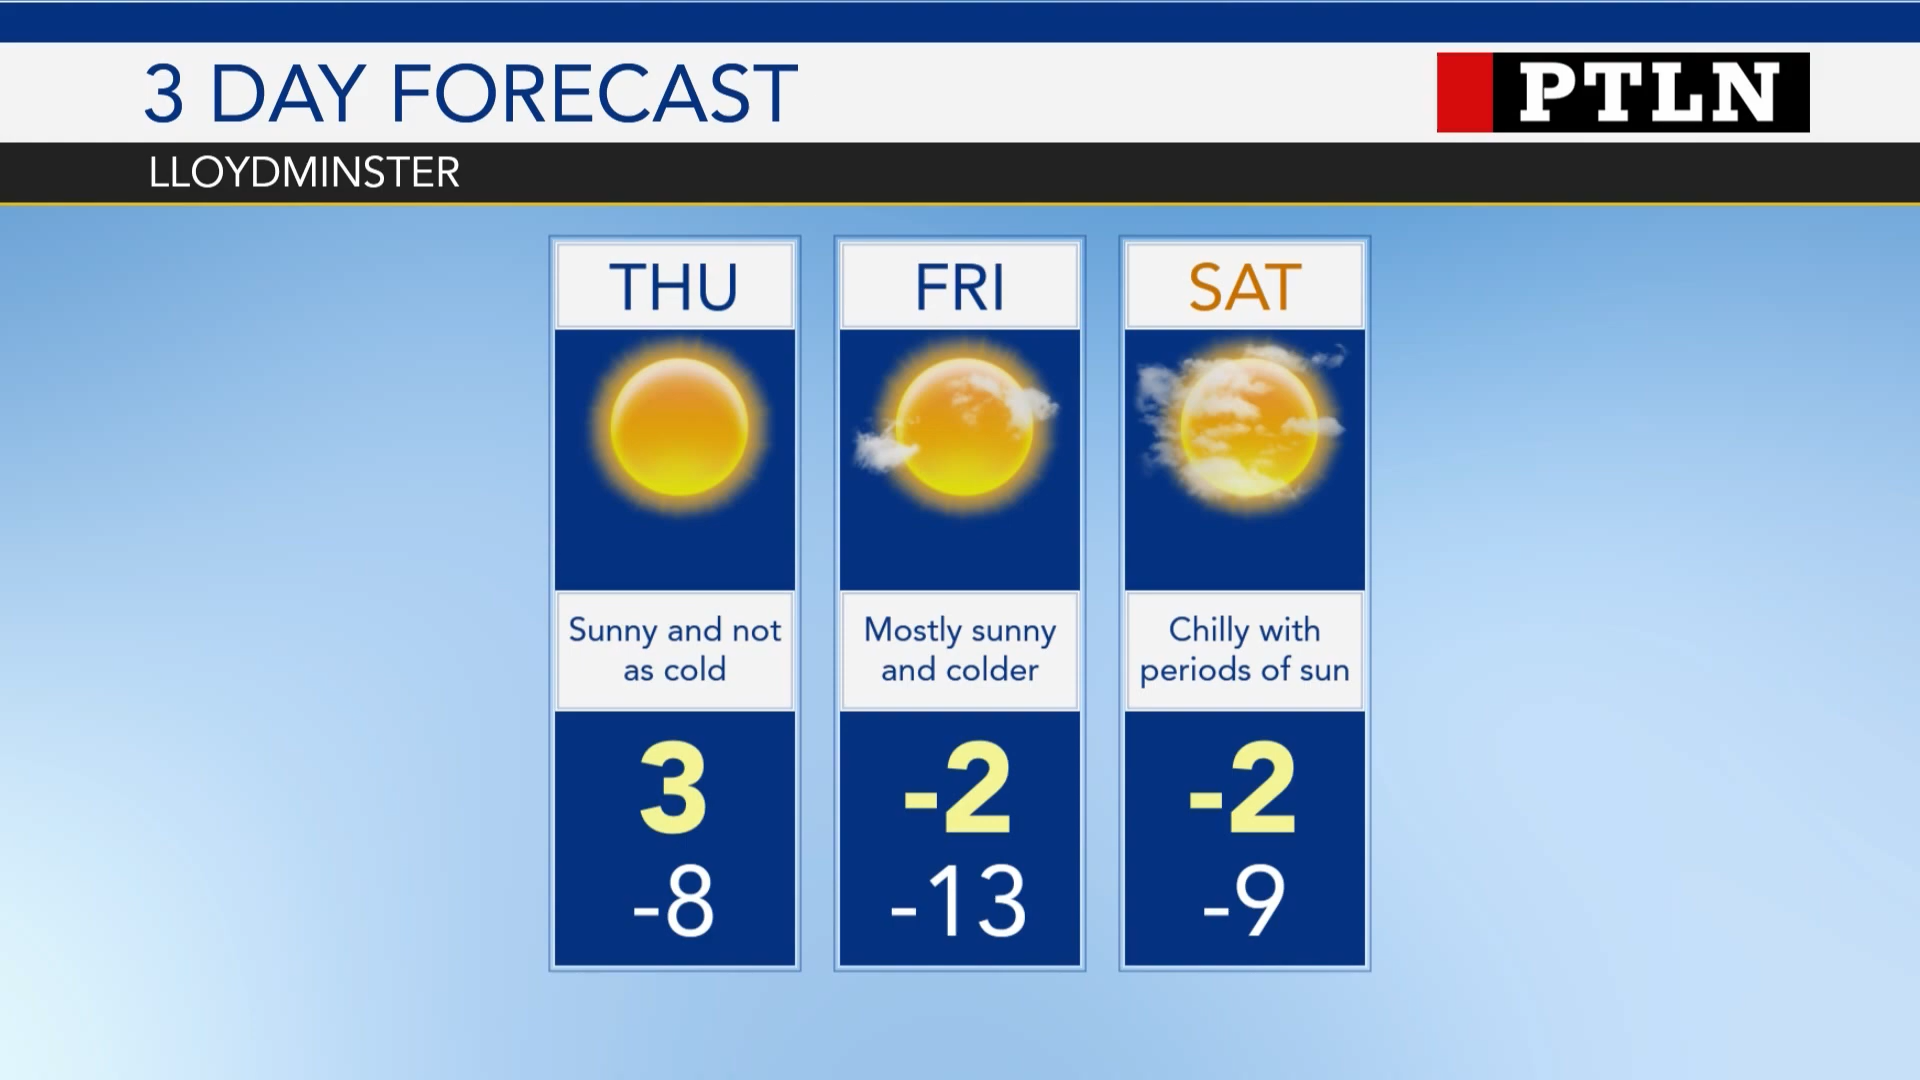 3 DAY FORECAST
PTLN
LLOYDMINSTER
THU
FRI
SAT
Sunny and not
as cold
Mostly sunny
and colder
Chilly with
periods of sun
3
-8
-2
-13
-2
-9